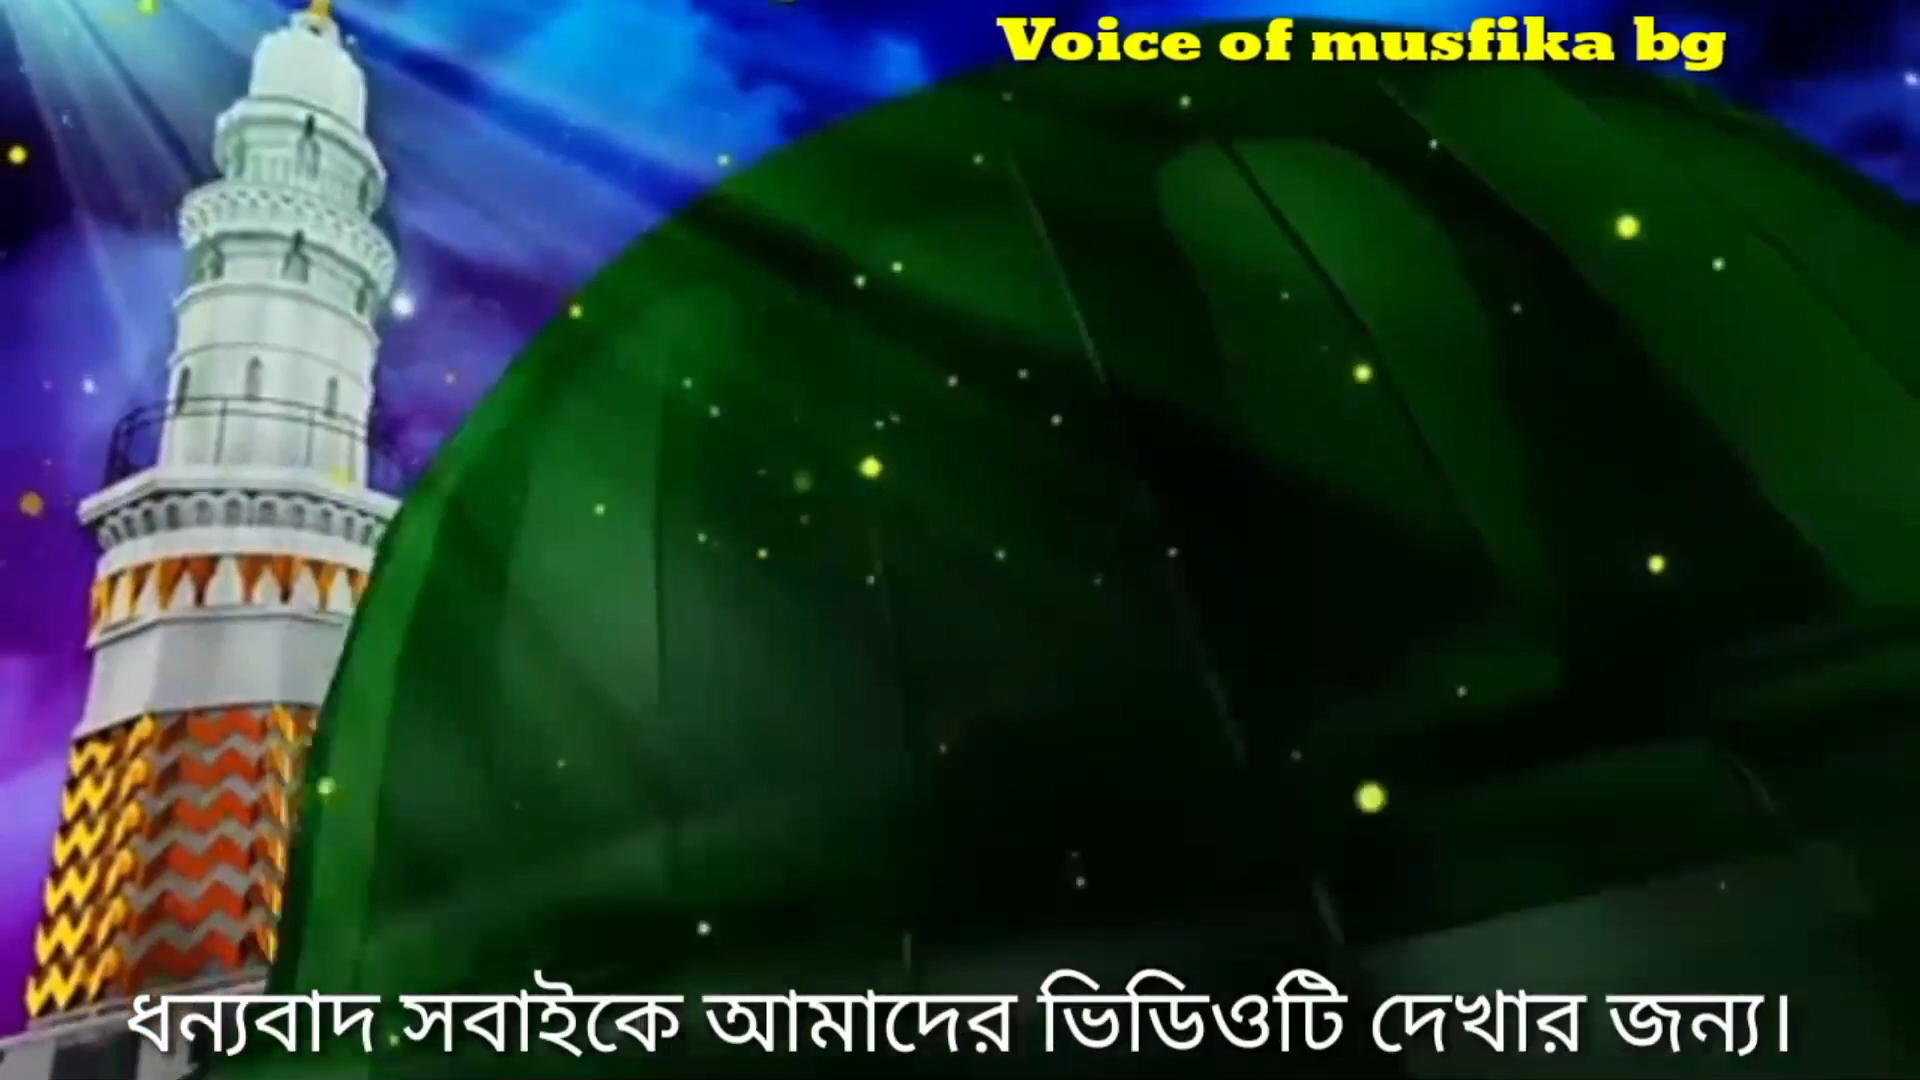 Voice of musfika bg
ধন্যবাদ সবাইকে আমাদের ভিডিওটি দেখার জন্য।